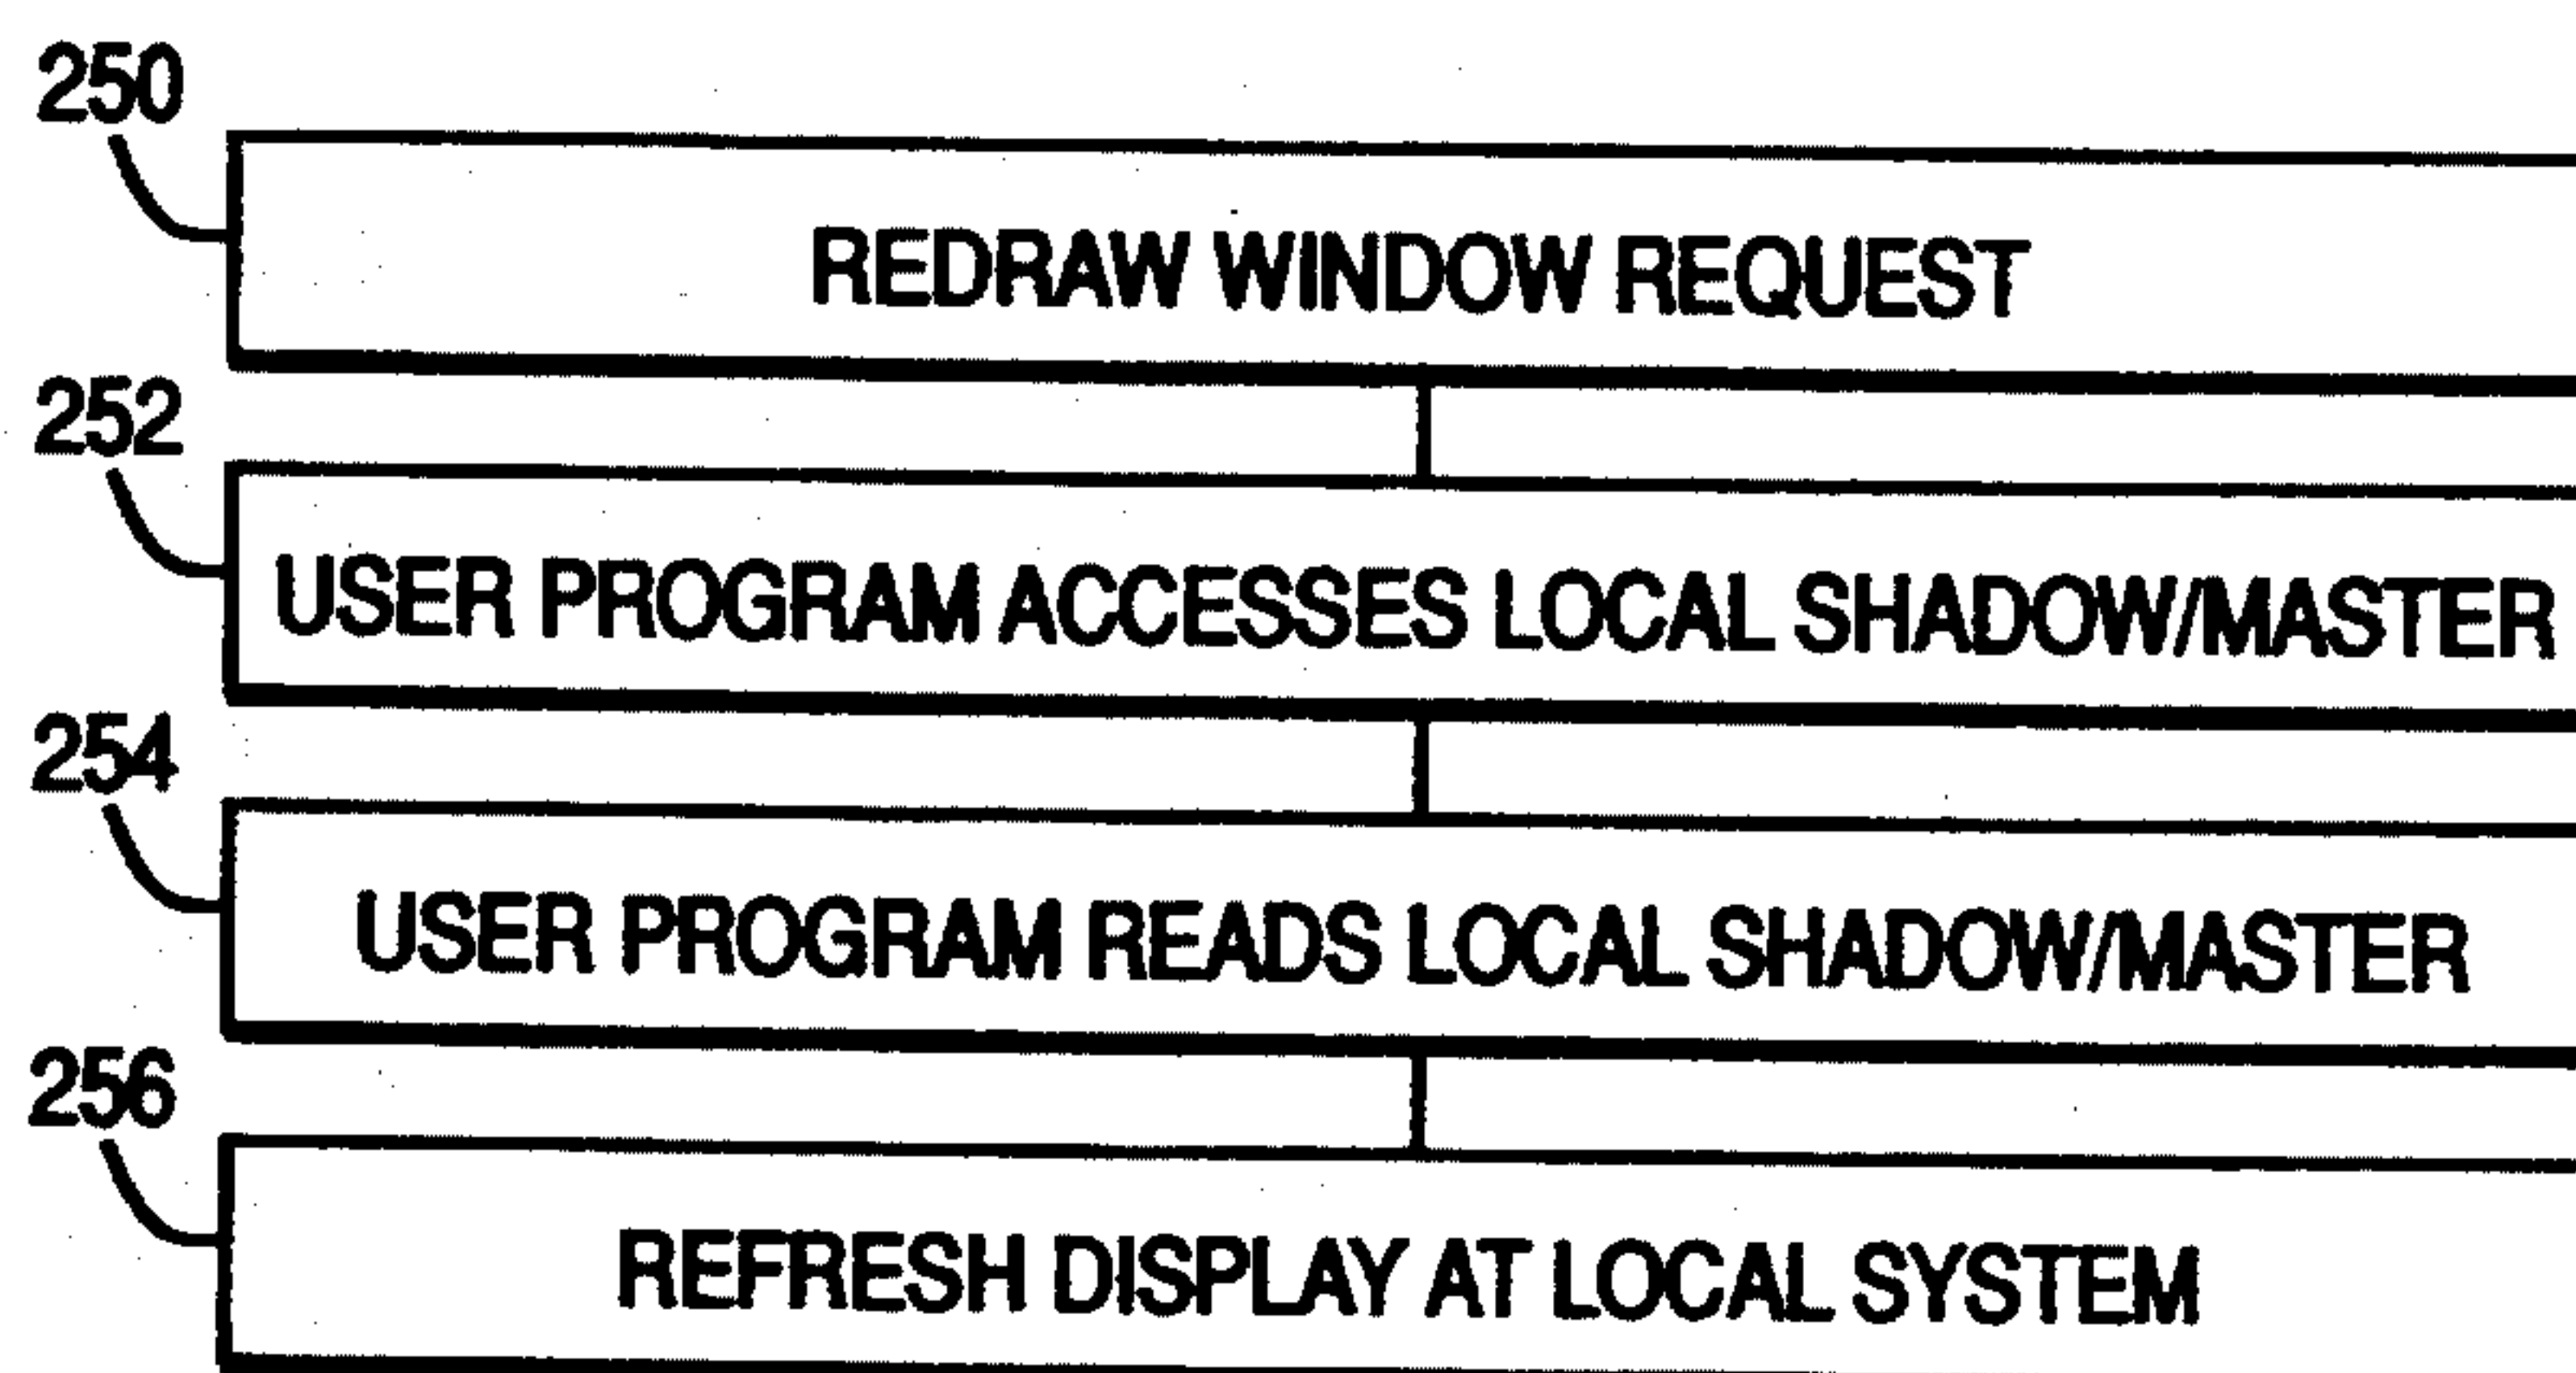 250
REDRAW WINDOW REQUEST
252
USER PROGRAM ACCESSES LOCAL SHADOW/MASTER
254
USER PROGRAM READS LOCAL SHADOW/MASTER
256
REFRESH DISPLAY AT LOCAL SYSTEM